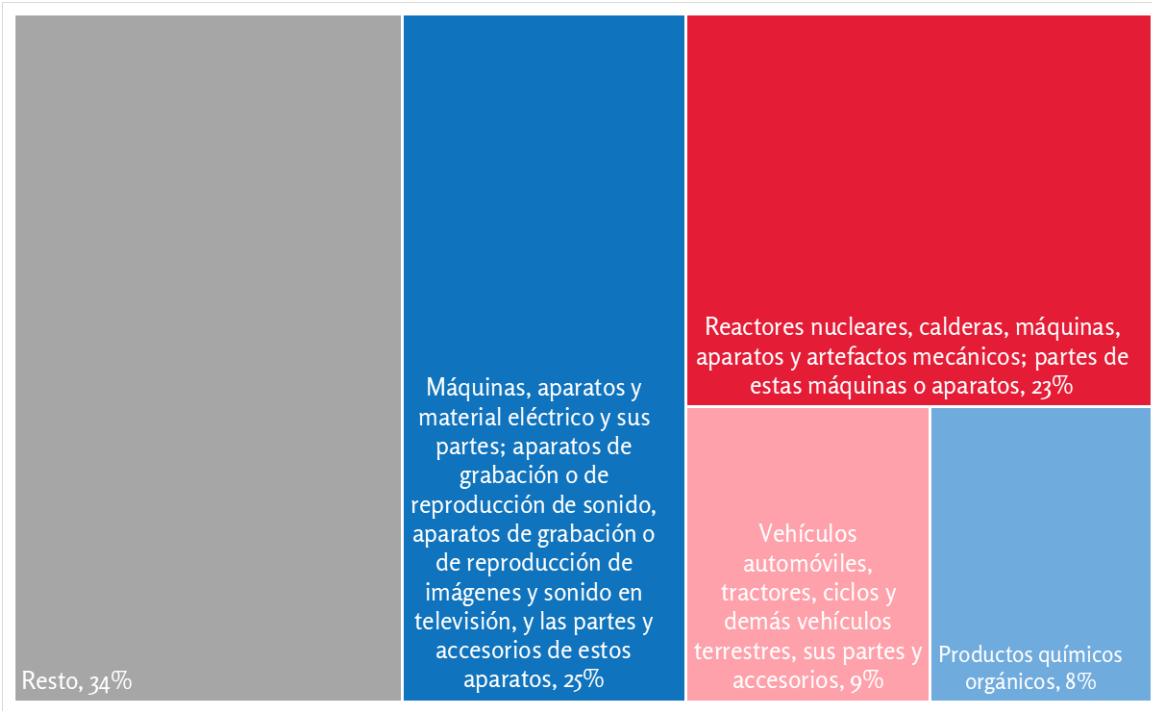 Resto, 34%
Máquinas, aparatos y
material eléctrico y sus
partes; aparatos de
grabación o de
reproducción de sonido,
aparatos de grabación o
de reproducción de
imágenes y sonido en
televisión, y las partes y
accesorios de estos
aparatos, 25%
Reactores nucleares, calderas, máquinas,
aparatos y artefactos mecánicos; partes de
estas máquinas o aparatos, 23%
Vehículos
automóviles,
tractores, ciclos y
demás vehículos
terrestres, sus partes y
accesorios, 9%
Productos químicos
orgánicos, 8%